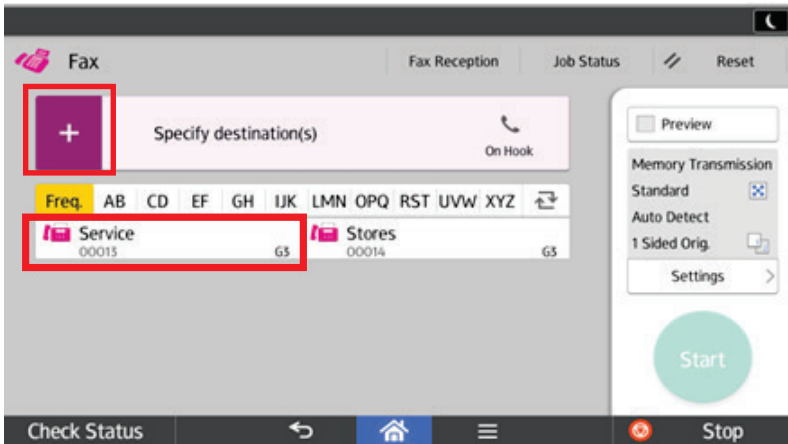 Fax
Fax Reception
Job Status
Reset
+
Specify destination(s)
On Hook
Preview
Memory Transmission
Standard
Auto Detect
1 Sided Orig.
Settings
Freq. AB CD EF GH IJK LMN OPQ RST UVW XYZ
Service
00013 G3
Stores
00014 G3
Start
Check Status
Stop